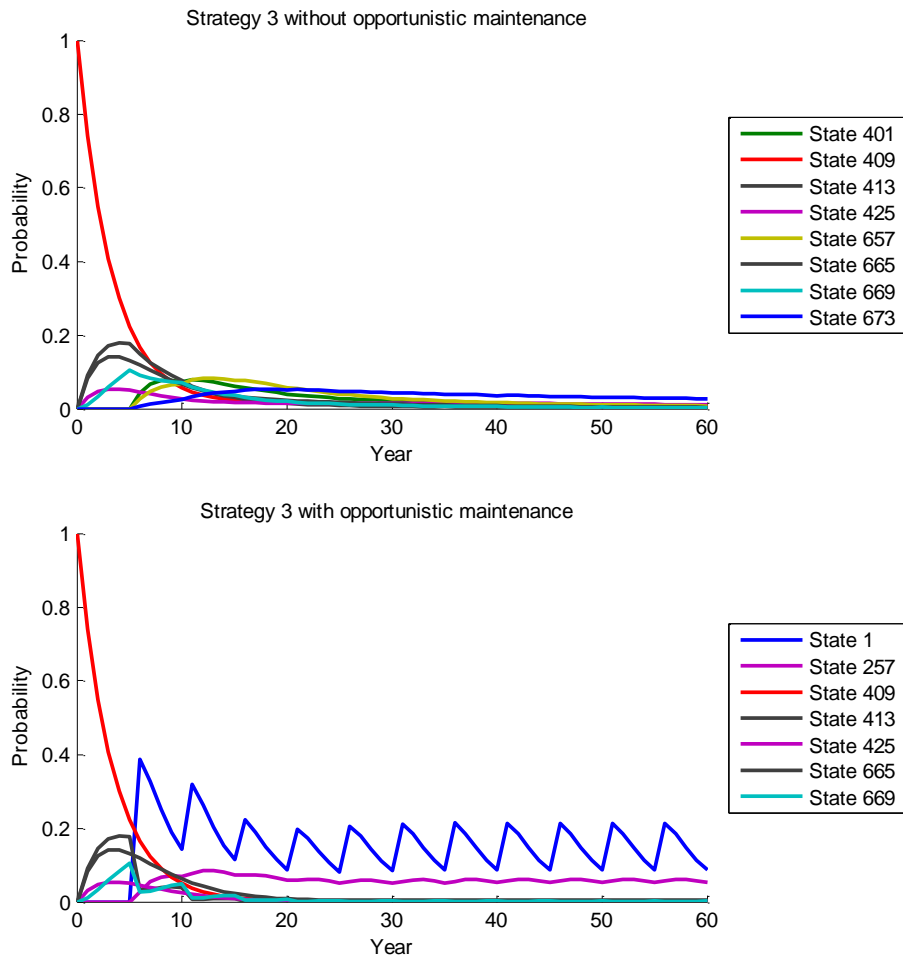 Strategy 3 without opportunistic maintenance
1
0.8
0.6
0.4
0.2
0
Probability
0 10 20 30 40 50 60
Year
State 401
State 409
State 413
State 425
State 657
State 665
State 669
State 673
Strategy 3 with opportunistic maintenance
1
0.8
0.6
0.4
0.2
0
Probability
0 10 20 30 40 50 60
Year
State 1
State 257
State 409
State 413
State 425
State 665
State 669